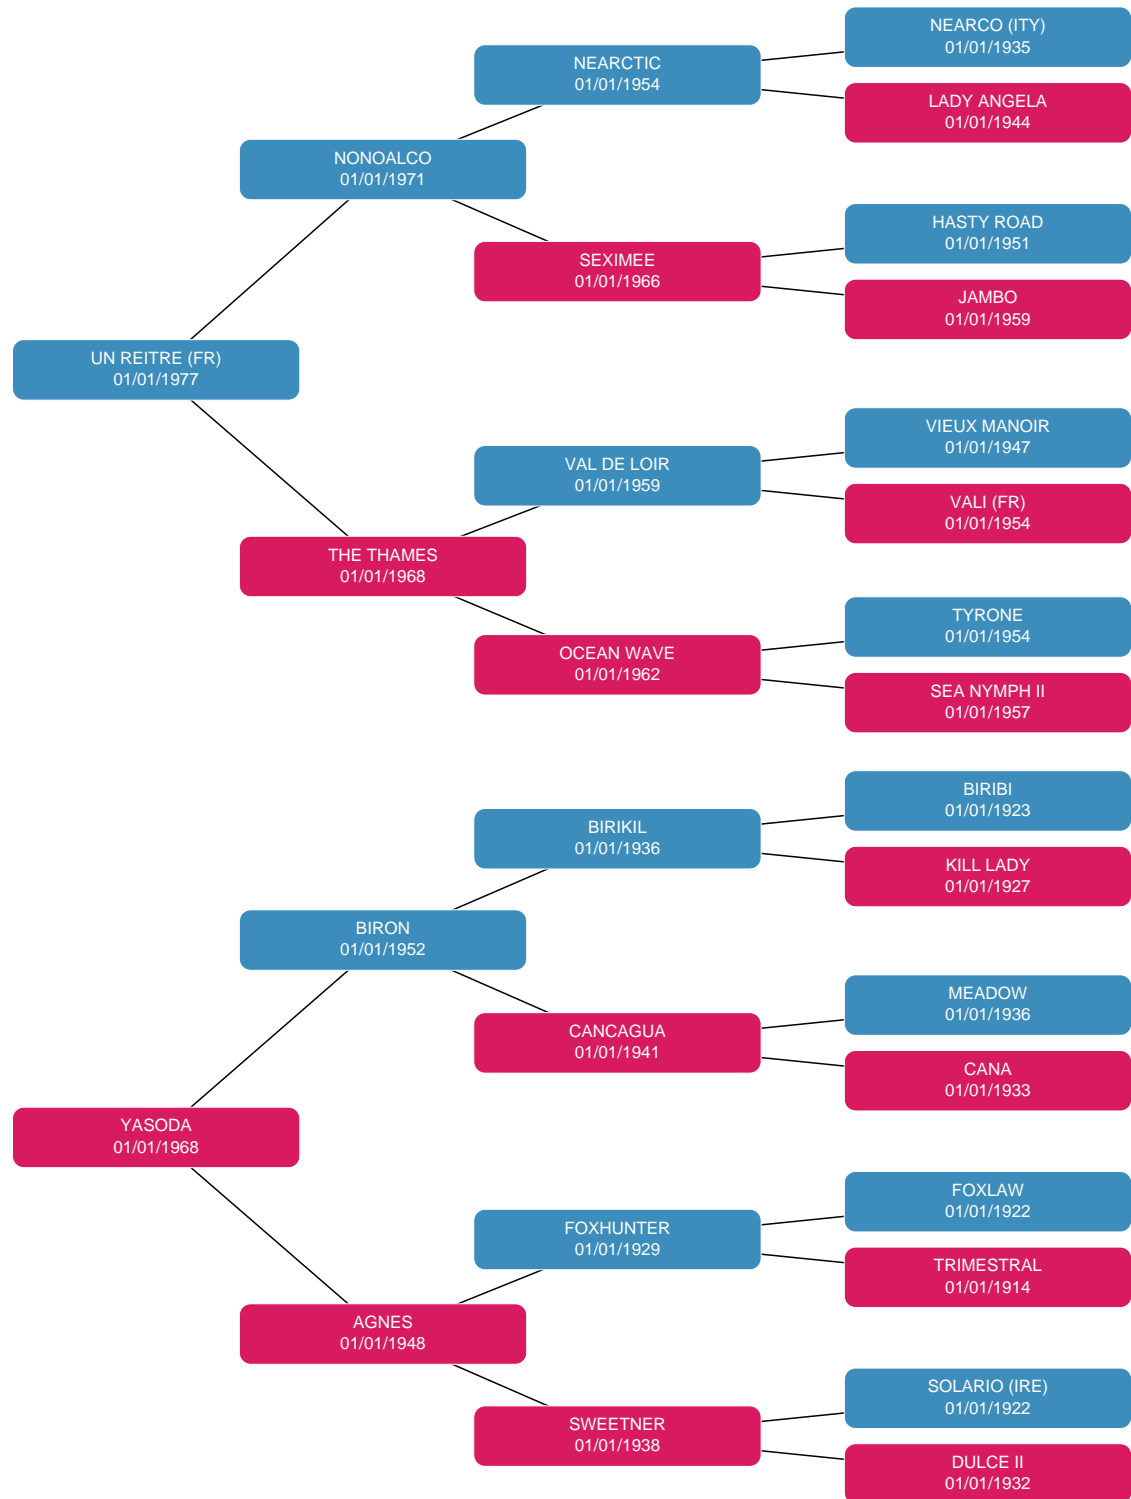 NEARCO (ITY)
01/01/1935
NEARCTIC
01/01/1954
LADY ANGELA
01/01/1944
NONOALCO
01/01/1971
HASTY ROAD
01/01/1951
SEXIMEE
01/01/1966
JAMBO
01/01/1959
UN REITRE (FR)
01/01/1977
VIEUX MANOIR
01/01/1947
VAL DE LOIR
01/01/1959
VALI (FR)
01/01/1954
THE THAMES
01/01/1968
TYRONE
01/01/1954
OCEAN WAVE
01/01/1962
SEA NYMPH II
01/01/1957
BIRIBI
01/01/1923
BIRIKIL
01/01/1936
KILL LADY
01/01/1927
BIRON
01/01/1952
MEADOW
01/01/1936
CANCAGUA
01/01/1941
CANA
01/01/1933
YASODA
01/01/1968
FOXLAW
01/01/1922
FOXHUNTER
01/01/1929
TRIMESTRAL
01/01/1914
AGNES
01/01/1948
SOLARIO (IRE)
01/01/1922
SWEETNER
01/01/1938
DULCE II
01/01/1932